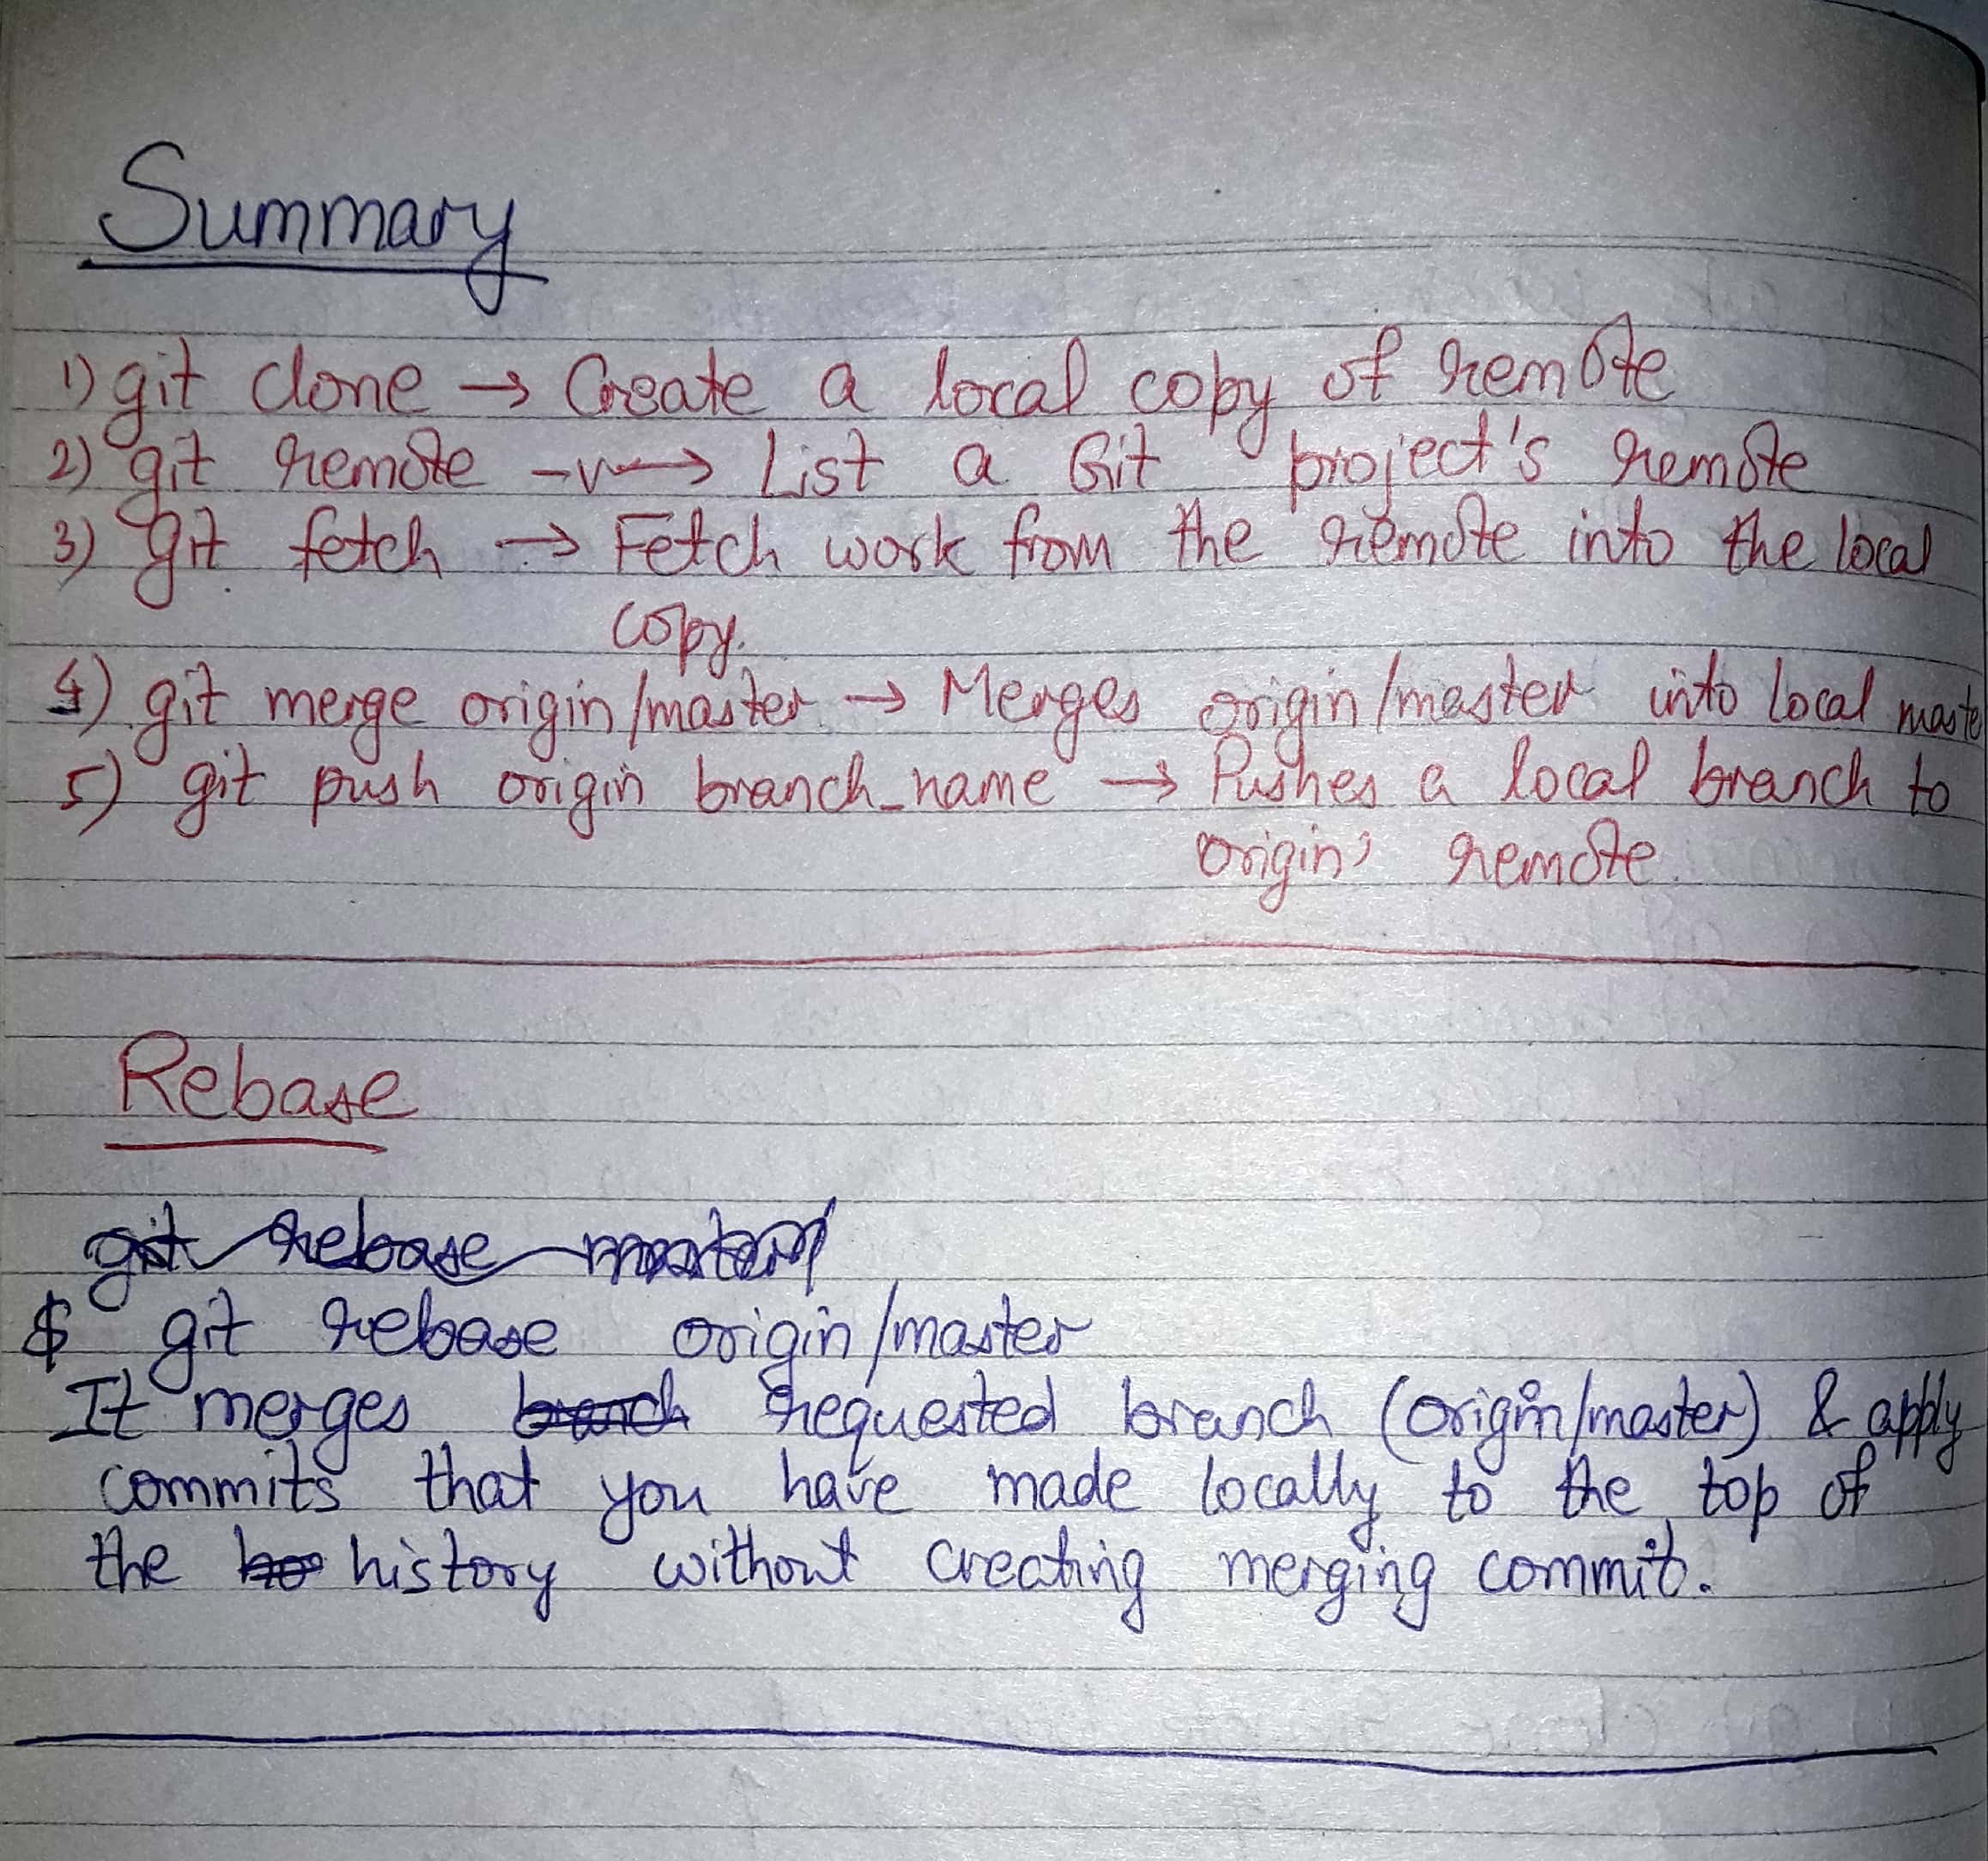 Summary
1) git clone → Create a local copy of remote
2) git remote -v → List a Git project's remote
3) git fetch → Fetch work from the remote into the local
copy.
4) git merge origin/master → Merges origin/master into local maste
5) git push origin branch_name → Pushes a local branch to
origin' remote.
Rebase
git rebase master
$ git rebase origin/master
It merges branch requested branch (origin/master) & apply
commits that you have made locally to the top of
the ho history without creating merging commit.